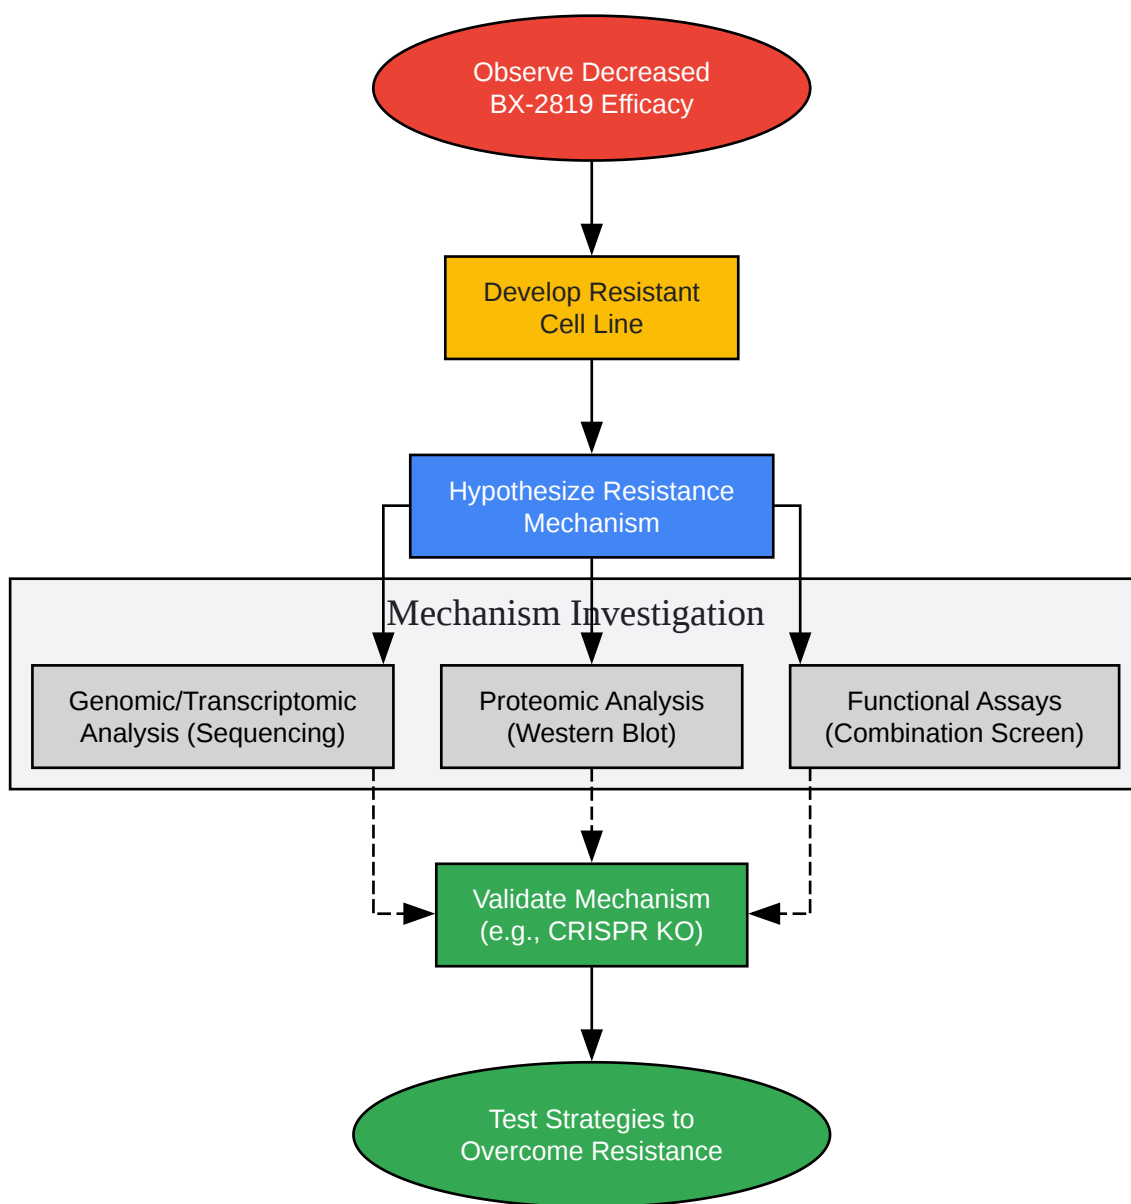 Observe Decreased
BX-2819 Efficacy
Develop Resistant
Cell Line
Hypothesize Resistance
Mechanism
Mechanism Investigation
Genomic/Transcriptomic
Analysis (Sequencing)
Proteomic Analysis
(Western Blot)
Functional Assays
(Combination Screen)
Validate Mechanism
(e.g., CRISPR KO)
Test Strategies to
Overcome Resistance